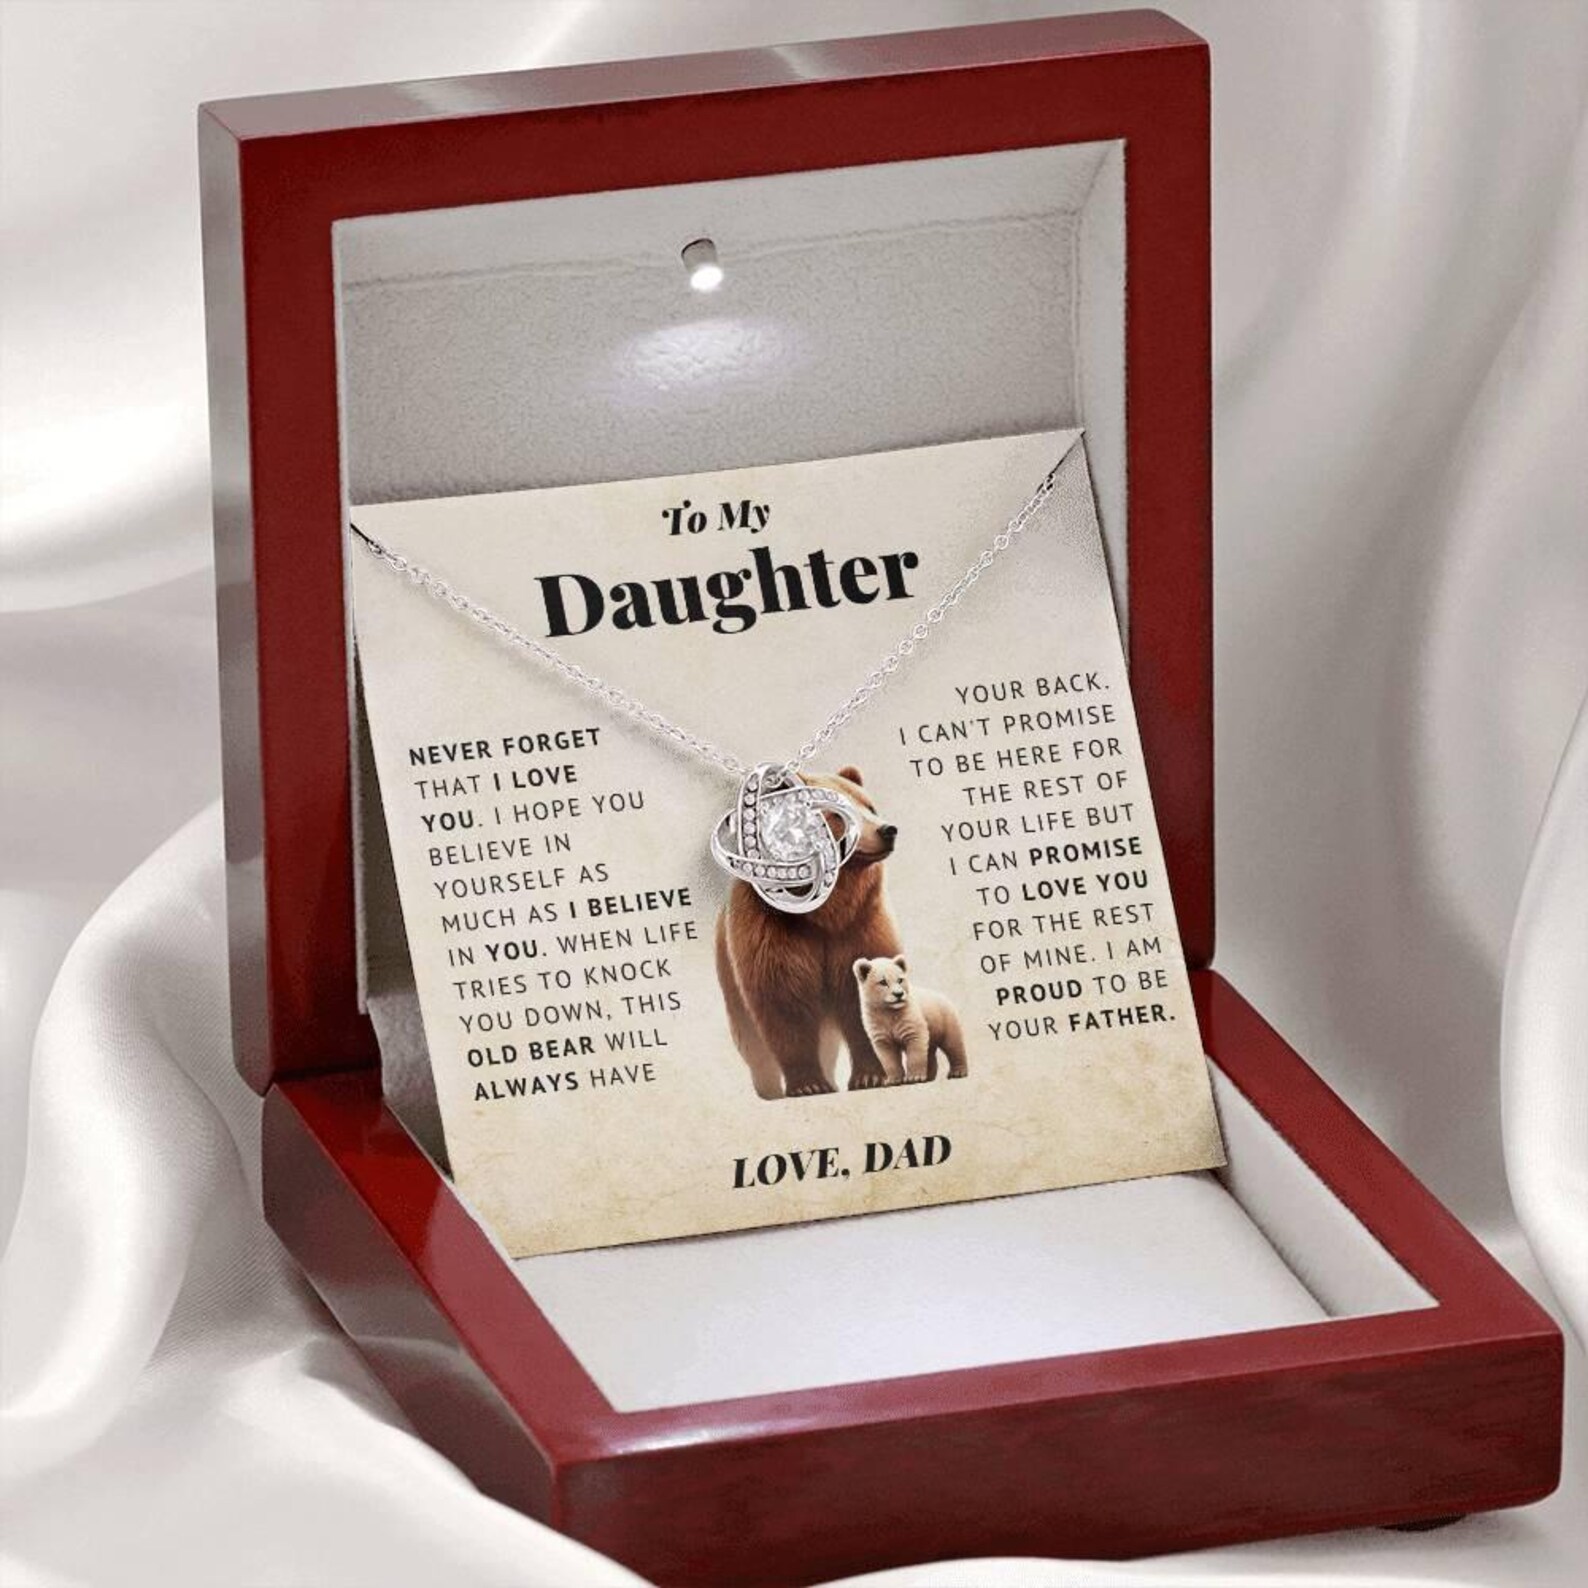 To My
Daughter
NEVER FORGET
THAT I LOVE
YOU. I HOPE YOU
BELIEVE IN
YOURSELF AS
MUCH AS I BELIEVE
IN YOU. WHEN LIFE
TRIES TO KNOCK
YOU DOWN, THIS
OLD BEAR WILL
ALWAYS HAVE
YOUR BACK.
I CAN'T PROMISE
TO BE HERE FOR
THE REST OF
YOUR LIFE BUT
I CAN PROMISE
TO LOVE YOU
FOR THE REST
OF MINE. I AM
PROUD TO BE
YOUR FATHER.
LOVE, DAD